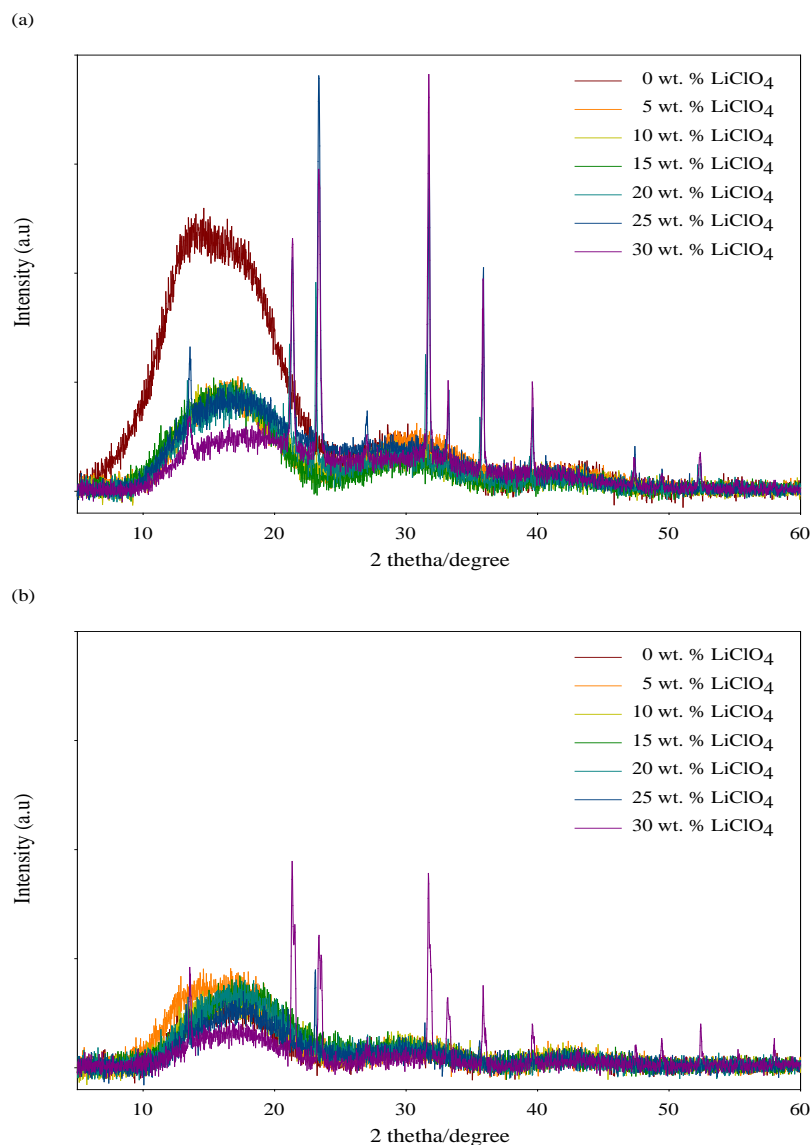 (a)
0 wt. % LiClO4
5 wt. % LiClO4
10 wt. % LiClO4
15 wt. % LiClO4
20 wt. % LiClO4
25 wt. % LiClO4
30 wt. % LiClO4
Intensity (a.u)
10 20 30 40 50 60
2 thetha/degree
(b)
0 wt. % LiClO4
5 wt. % LiClO4
10 wt. % LiClO4
15 wt. % LiClO4
20 wt. % LiClO4
25 wt. % LiClO4
30 wt. % LiClO4
Intensity (a.u)
10 20 30 40 50 60
2 thetha/degree